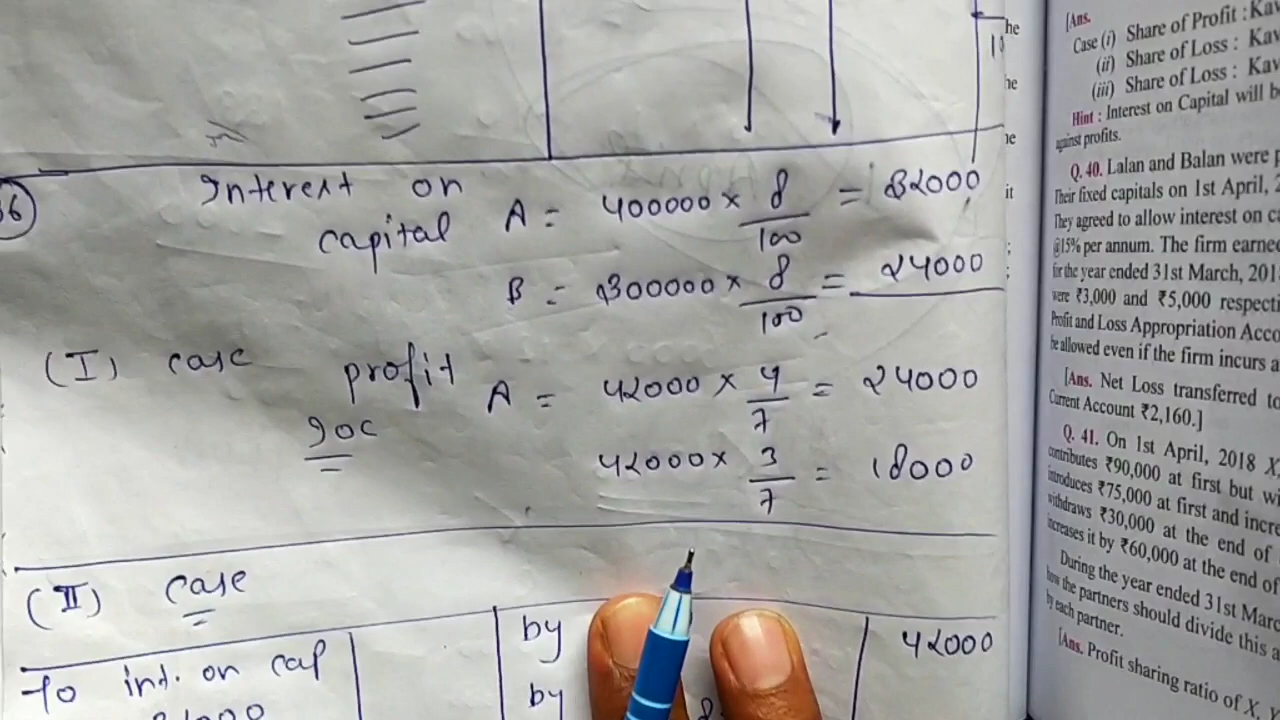 36
Interest on capital A = 400000 × 8/100 = 32000
B = 300000 × 8/100 = 24000
(I) case profit A = 42000 × 4/7 = 24000
IOC 42000 × 3/7 = 18000
(II) case
To int. on cap by 42000
by
he
he
ne
it
[Ans.
Case (i) Share of Profit : Kav
(ii) Share of Loss : Kav
(iii) Share of Loss : Kav
Hint : Interest on Capital will b
against profits.
Q. 40. Lalan and Balan were p
Their fixed capitals on 1st April, 2
They agreed to allow interest on ca
@15% per annum. The firm earne
for the year ended 31st March, 201
were ₹3,000 and ₹5,000 respecti
Profit and Loss Appropriation Acco
be allowed even if the firm incurs a
[Ans. Net Loss transferred to
Current Account ₹2,160.]
Q. 41. On 1st April, 2018 X,
contributes ₹90,000 at first but wi
introduces ₹75,000 at first and incre
withdraws ₹30,000 at the end of
increases it by ₹60,000 at the end of
During the year ended 31st Marc
how the partners should divide this a
by each partner.
[Ans. Profit sharing ratio of X, Y